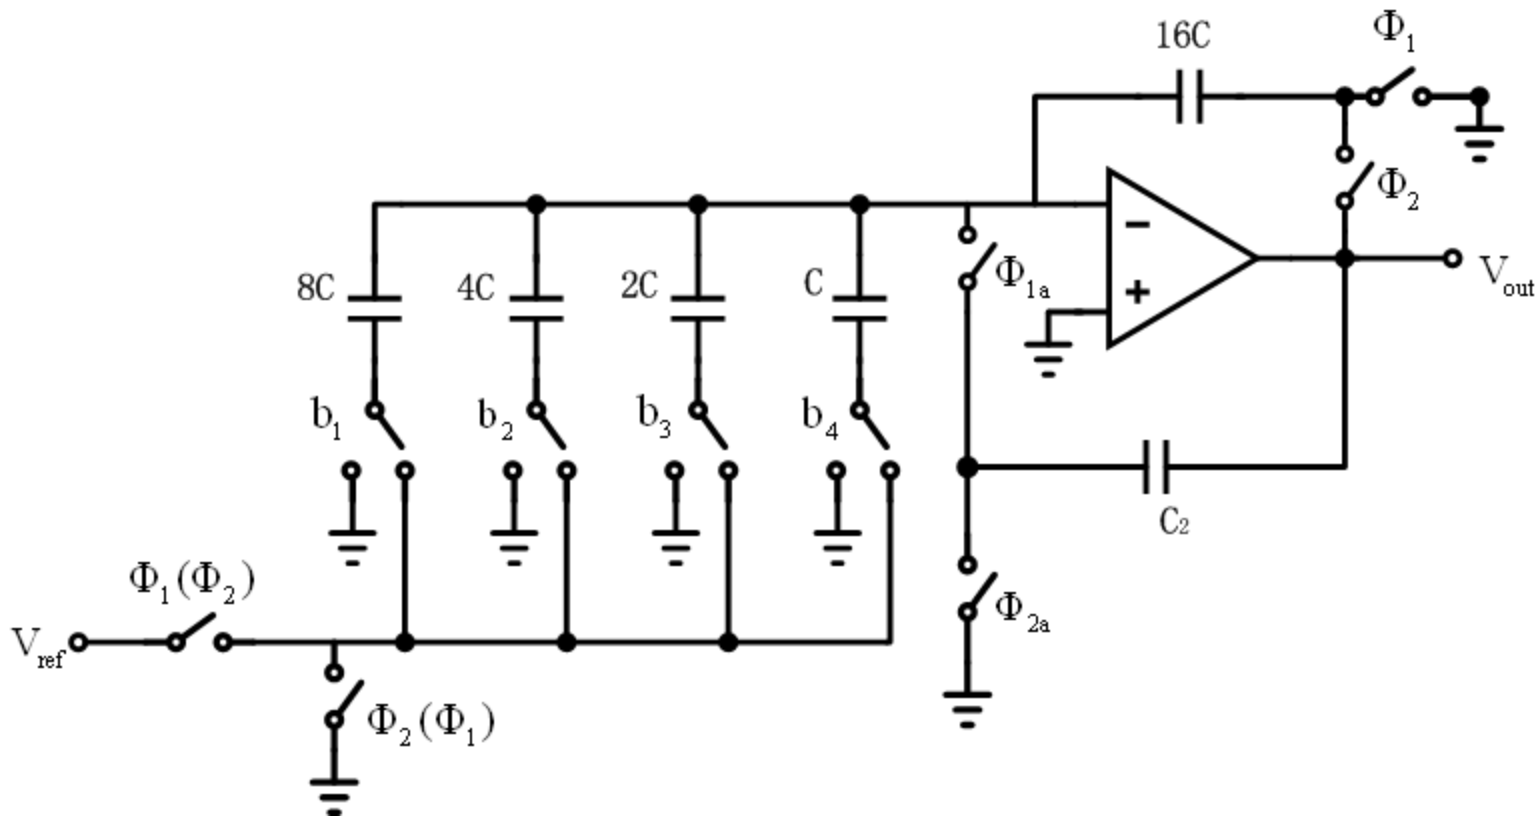 16C
Φ₁
Φ₂
8C
4C
2C
C
Φ₁ₐ
−
+
Vout
b₁
b₂
b₃
b₄
C₂
Φ₁(Φ₂)
Vref
Φ₂ₐ
Φ₂(Φ₁)